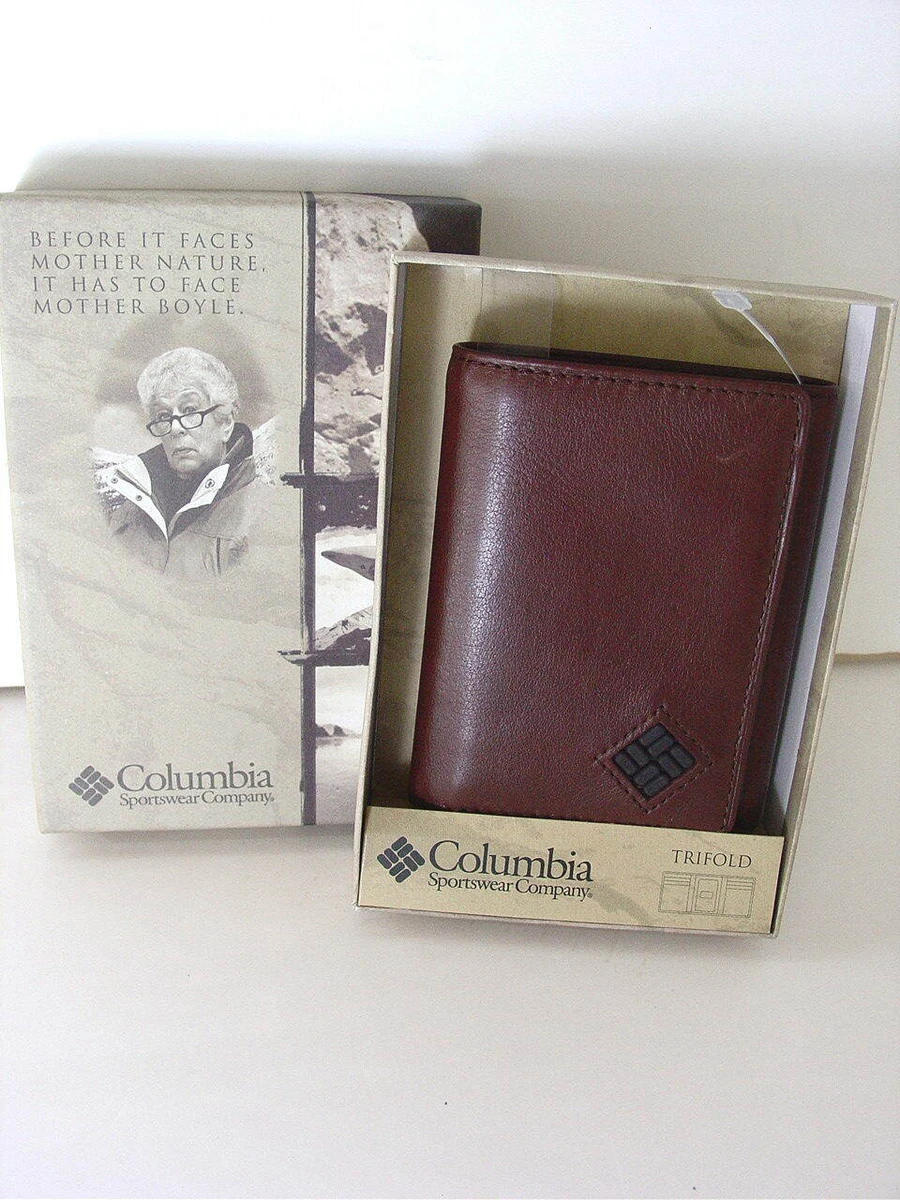 BEFORE IT FACES
MOTHER NATURE,
IT HAS TO FACE
MOTHER BOYLE.
Columbia
Sportswear Company®
Columbia
Sportswear Company®
TRIFOLD